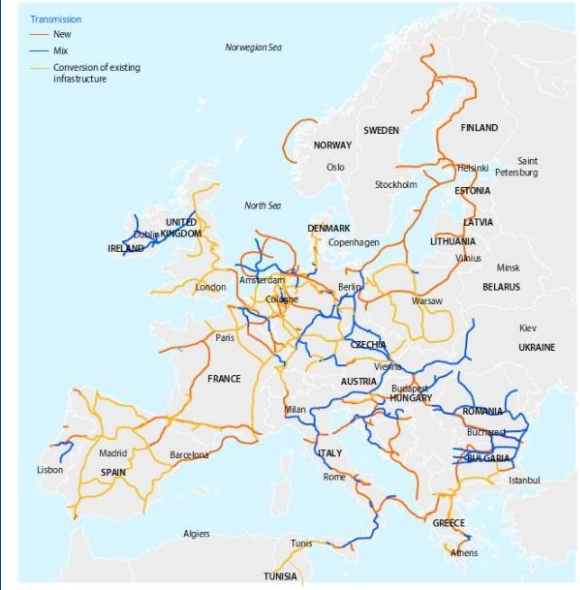 Transmission
New
Mix
Conversion of existing
infrastructure
Norwegian Sea
SWEDEN
FINLAND
NORWAY
Oslo
Helsinki
Saint
Petersburg
Stockholm
ESTONIA
North Sea
UNITED
KINGDOM
Dublin
IRELAND
DENMARK
Copenhagen
LATVIA
LITHUANIA
Vilnius
Minsk
BELARUS
London
Amsterdam
Cologne
Berlin
Warsaw
Kiev
UKRAINE
Paris
CZECHIA
Vienna
FRANCE
AUSTRIA
Budapest
HUNGARY
Milan
ROMANIA
Bucharest
Madrid
Barcelona
Lisbon
SPAIN
ITALY
Rome
BULGARIA
Istanbul
GREECE
Algiers
Tunis
Athens
TUNISIA